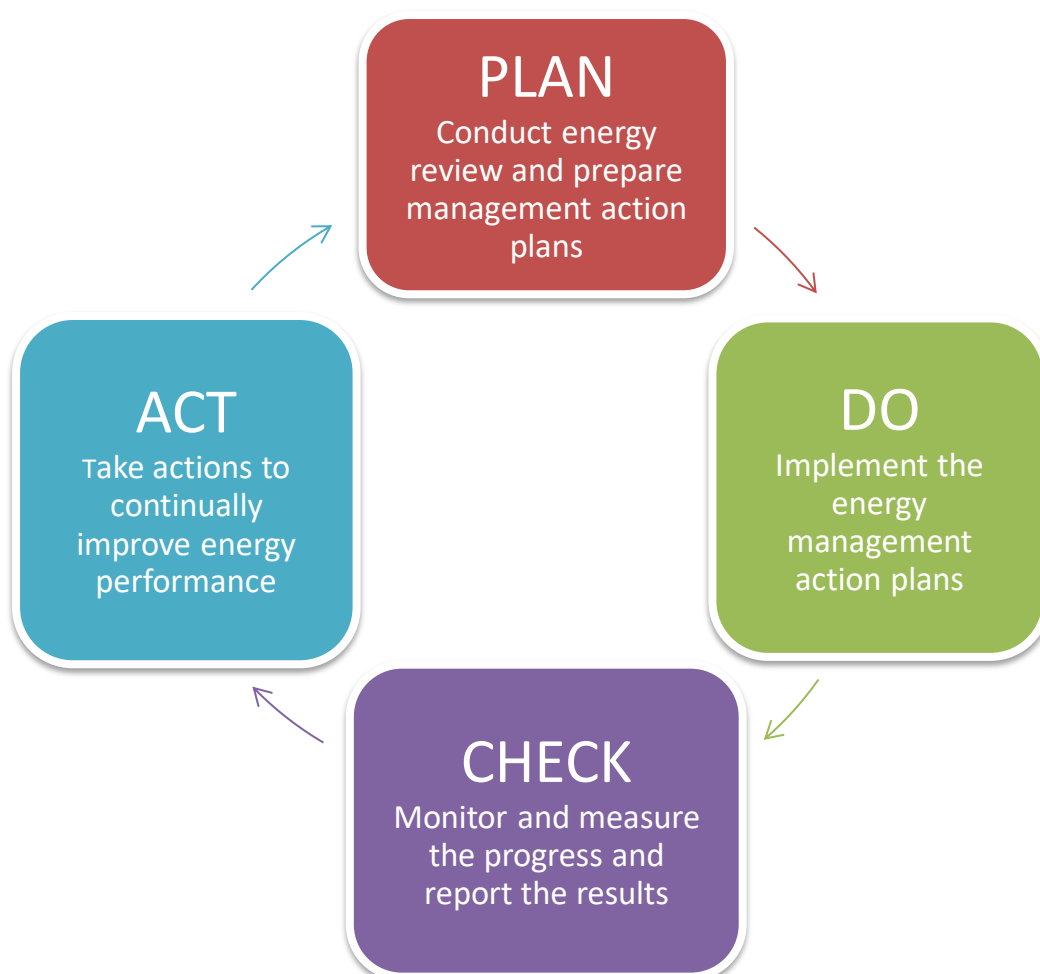 PLAN
Conduct energy
review and prepare
management action
plans
DO
Implement the
energy
management
action plans
CHECK
Monitor and measure
the progress and
report the results
ACT
Take actions to
continually
improve energy
performance